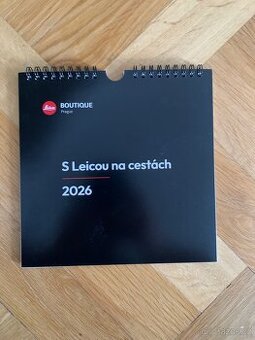 Leica
BOUTIQUE
Prague
S Leicou na cestách
2026